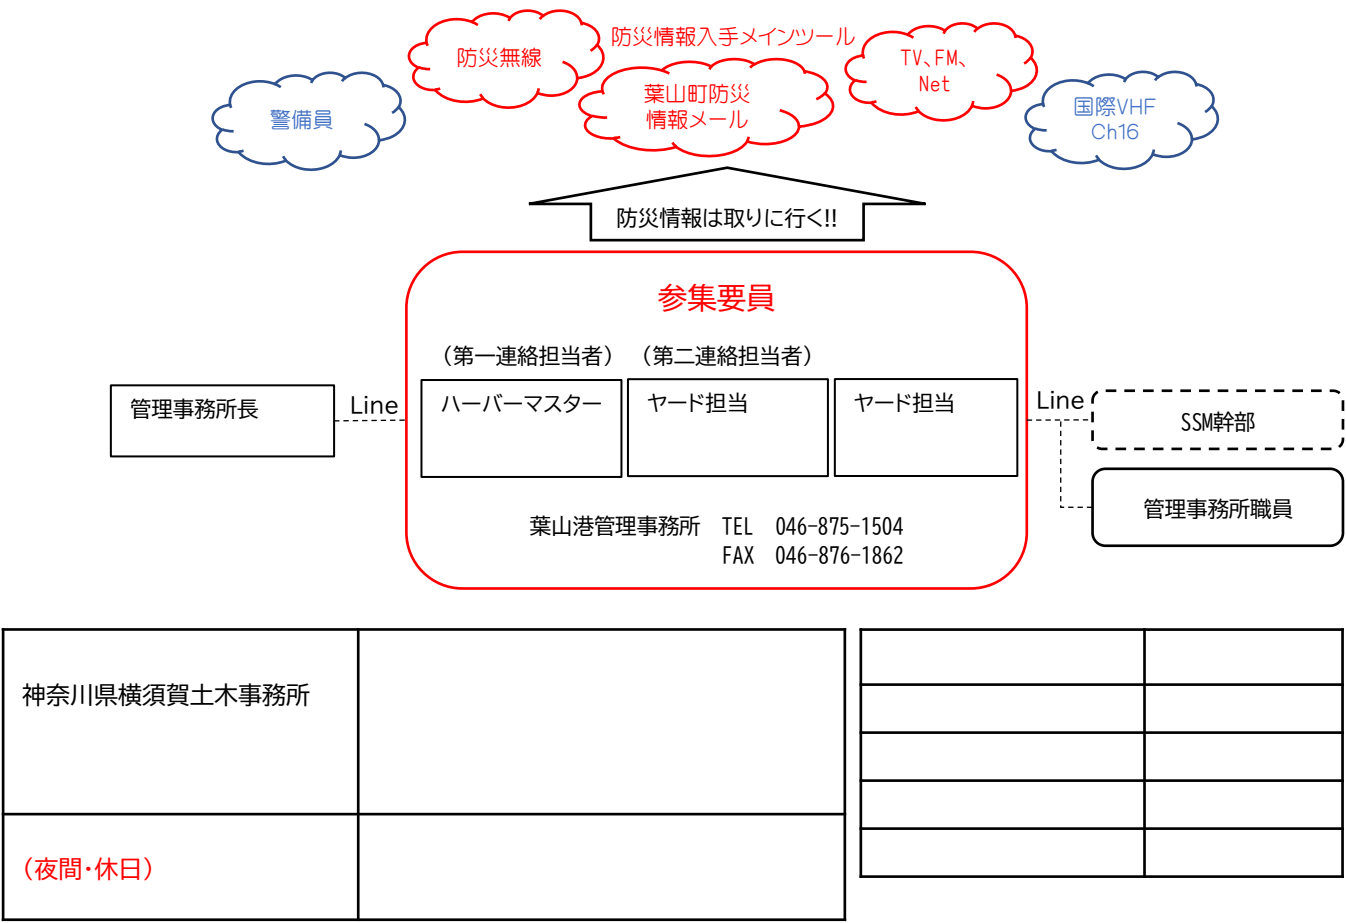 防災情報入手メインツール
防災無線
TV、FM、
Net
葉山町防災
情報メール
警備員
国際VHF
Ch16
防災情報は取りに行く!!
参集要員
（第一連絡担当者）
（第二連絡担当者）
管理事務所長
Line
ハーバーマスター
ヤード担当
ヤード担当
Line
SSM幹部
管理事務所職員
葉山港管理事務所　TEL　046-875-1504
FAX　046-876-1862
神奈川県横須賀土木事務所
（夜間・休日）